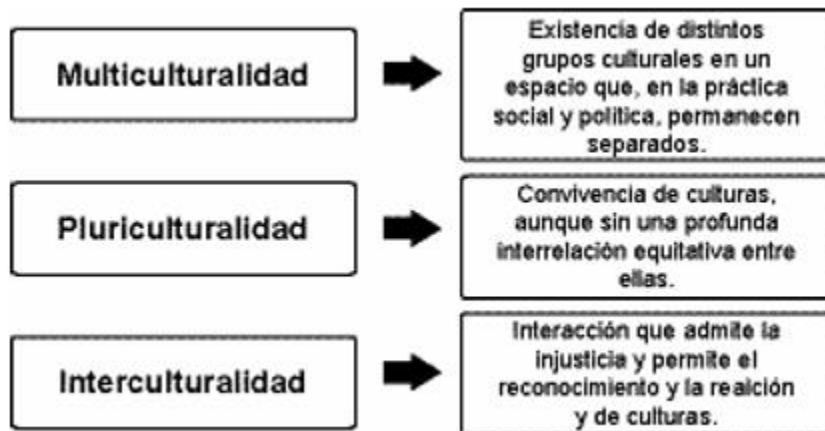 Multiculturalidad
Existencia de distintos
grupos culturales en un
espacio que, en la práctica
social y política, permanecen
separados.
Pluriculturalidad
Convivencia de culturas,
aunque sin una profunda
interrelación equitativa entre
ellas.
Interculturalidad
Interacción que admite la
injusticia y permite el
reconocimiento y la realción
y de culturas.